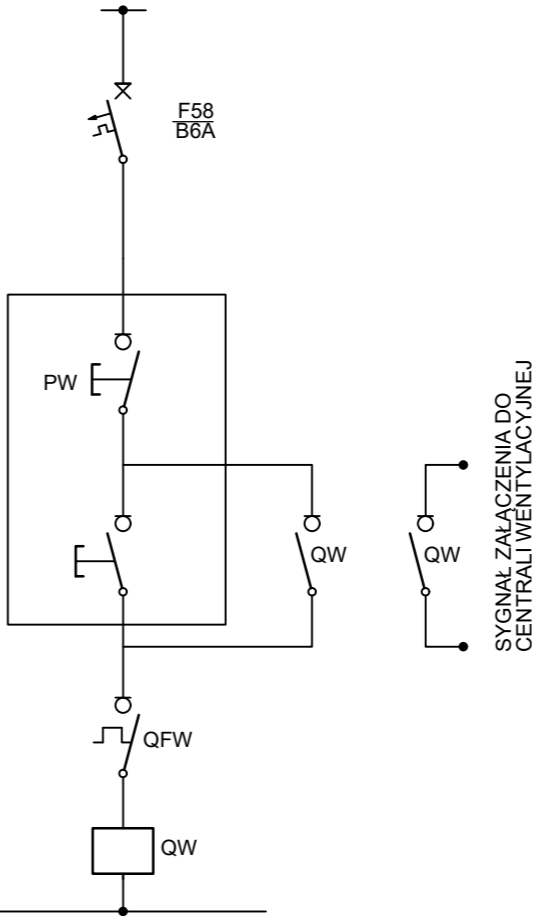 F58
B6A
PW
QW
QW
SYGNAŁ ZAŁĄCZENIA DO
CENTRALI WENTYLACYJNEJ
QFW
QW